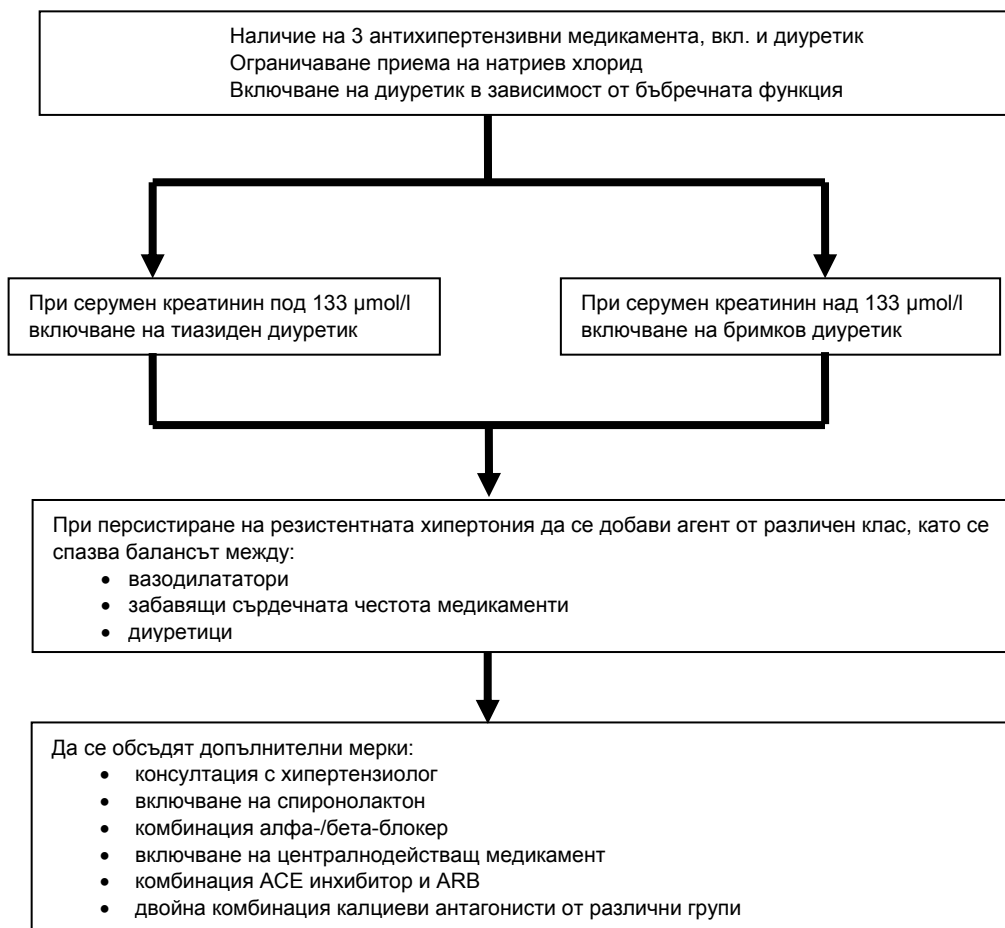 Наличие на 3 антихипертензивни медикамента, вкл. и диуретик
Ограничаване приема на натриев хлорид
Включване на диуретик в зависимост от бъбречната функция
При серумен креатинин под 133 µmol/l
включване на тиазиден диуретик
При серумен креатинин над 133 µmol/l
включване на бримков диуретик
При персистиране на резистентната хипертония да се добави агент от различен клас, като се
спазва балансът между:
• вазодилататори
• забавящи сърдечната честота медикаменти
• диуретици
Да се обсъдят допълнителни мерки:
• консултация с хипертензиолог
• включване на спиронолактон
• комбинация алфа-/бета-блокер
• включване на централнодействащ медикамент
• комбинация ACE инхибитор и ARB
• двойна комбинация калциеви антагонисти от различни групи